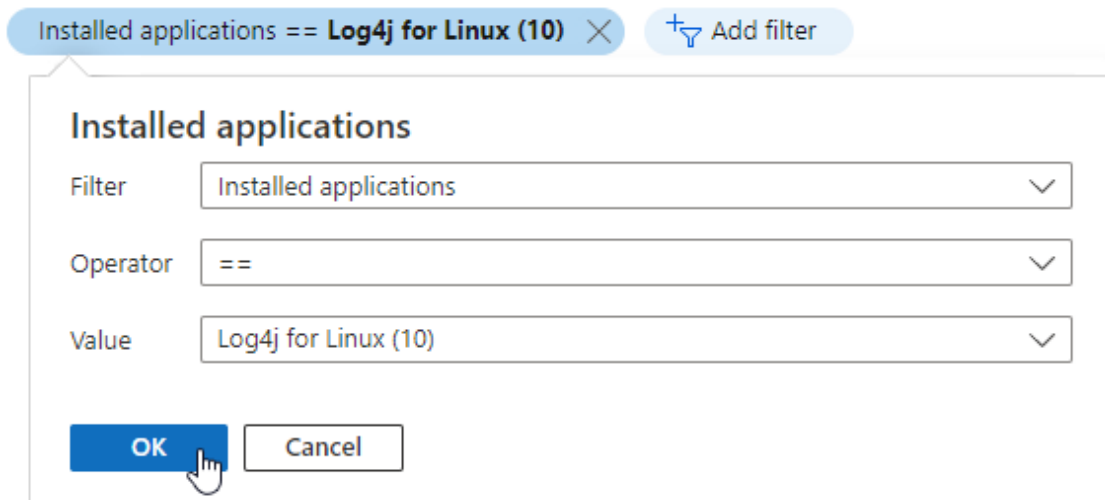 Installed applications == Log4j for Linux (10)
Add filter
Installed applications
Filter
Installed applications
Operator
==
Value
Log4j for Linux (10)
OK
Cancel